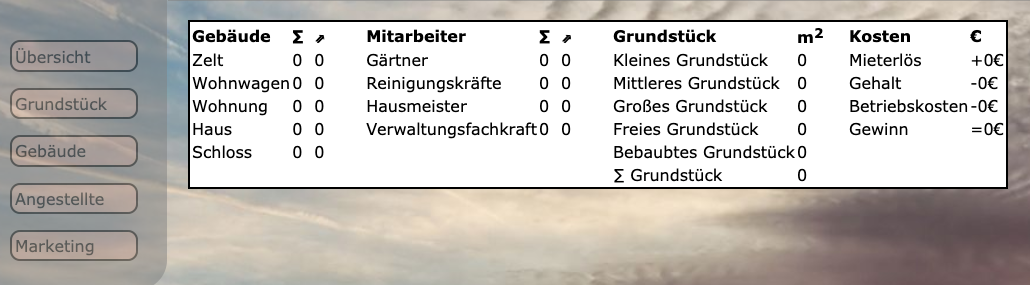 Übersicht
Grundstück
Gebäude
Angestellte
Marketing
Gebäude Σ ⇗ Mitarbeiter Σ ⇗ Grundstück m² Kosten €
Zelt 0 0 Gärtner 0 0 Kleines Grundstück 0 Mieterlös +0€
Wohnwagen 0 0 Reinigungskräfte 0 0 Mittleres Grundstück 0 Gehalt -0€
Wohnung 0 0 Hausmeister 0 0 Großes Grundstück 0 Betriebskosten -0€
Haus 0 0 Verwaltungsfachkraft 0 0 Freies Grundstück 0 Gewinn =0€
Schloss 0 0 Bebautes Grundstück 0
Σ Grundstück 0